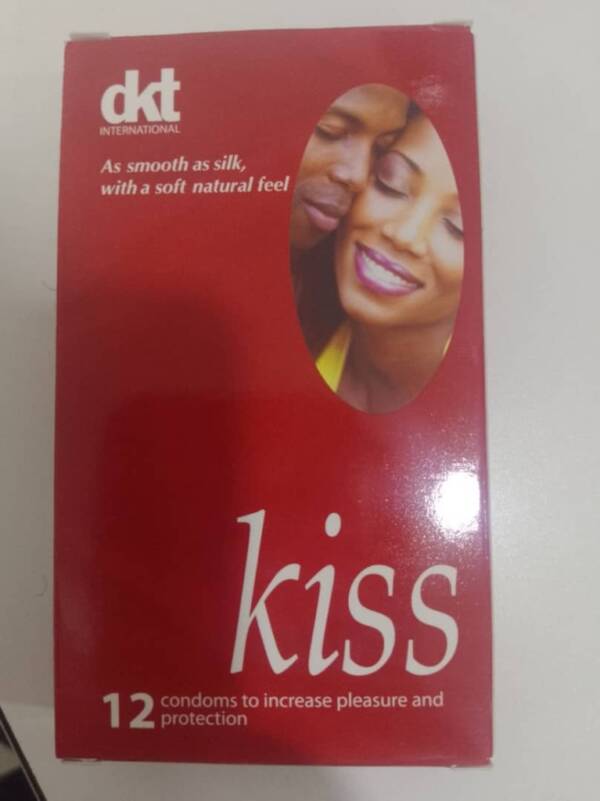 dkt
INTERNATIONAL
As smooth as silk,
with a soft natural feel
kiss
12 condoms to increase pleasure and
protection